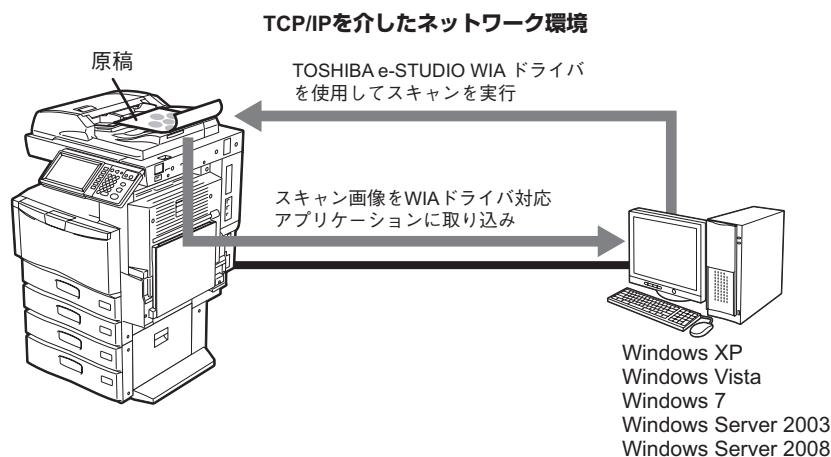 TCP/IPを介したネットワーク環境
原稿
TOSHIBA e-STUDIO WIA ドライバ
を使用してスキャンを実行
スキャン画像をWIAドライバ対応
アプリケーションに取り込み
Windows XP
Windows Vista
Windows 7
Windows Server 2003
Windows Server 2008